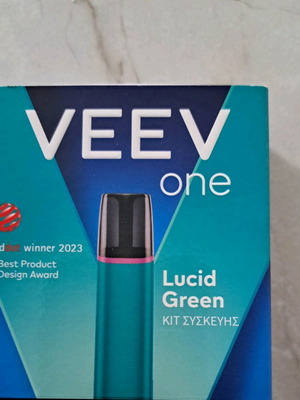 VEEV
one
winner 2023
Best Product
Design Award
Lucid
Green
ΚΙΤ ΣΥΣΚΕΥΗΣ